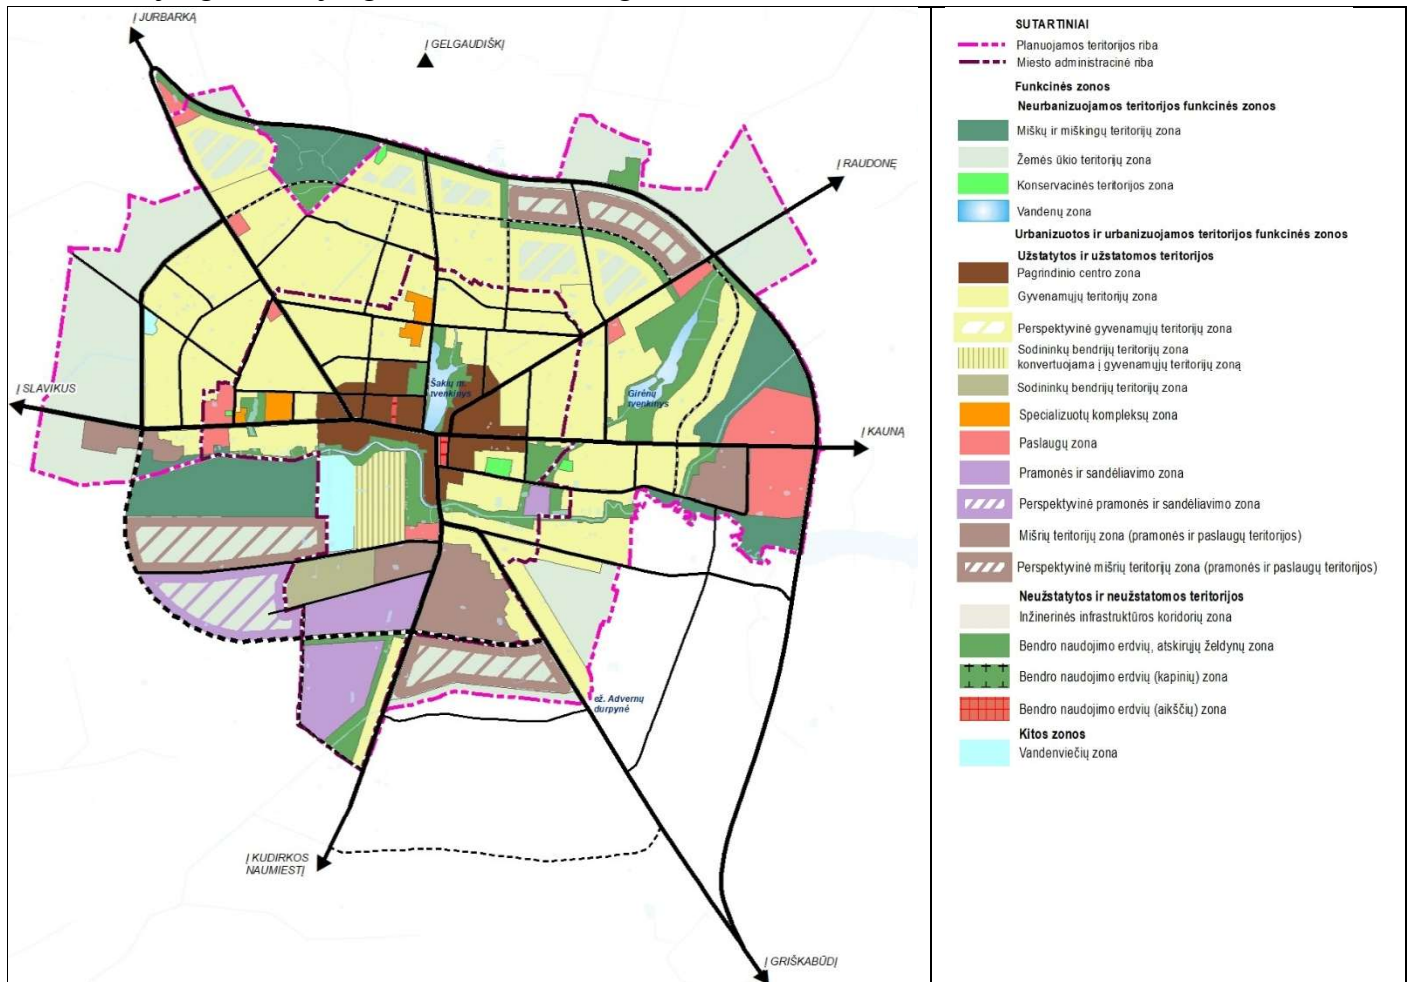 Į JURBARKĄ
Į GELGAUDIŠKĮ
Į RAUDONĘ
Į SLAVIKUS
Šakių m.
tvenkinys
Girėnų
tvenkinys
Į KAUNĄ
ež. Advernų
durpynė
Į KUDIRKOS
NAUMIESTĮ
Į GRIŠKABŪDĮ
SUTARTINIAI
Planuojamos teritorijos riba
Miesto administracinė riba
Funkcinės zonos
Neurbanizuojamos teritorijos funkcinės zonos
Miškų ir miškingų teritorijų zona
Žemės ūkio teritorijų zona
Konservacinės teritorijos zona
Vandenų zona
Urbanizuotos ir urbanizuojamos teritorijos funkcinės zonos
Užstatytos ir užstatomos teritorijos
Pagrindinio centro zona
Gyvenamųjų teritorijų zona
Perspektyvinė gyvenamųjų teritorijų zona
Sodininkų bendrijų teritorijų zona
konvertuojama į gyvenamųjų teritorijų zoną
Sodininkų bendrijų teritorijų zona
Specializuotų kompleksų zona
Paslaugų zona
Pramonės ir sandėliavimo zona
Perspektyvinė pramonės ir sandėliavimo zona
Mišrių teritorijų zona (pramonės ir paslaugų teritorijos)
Perspektyvinė mišrių teritorijų zona (pramonės ir paslaugų teritorijos)
Neužstatytos ir neužstatomos teritorijos
Inžinerinės infrastruktūros koridorių zona
Bendro naudojimo erdvių, atskirųjų želdynų zona
Bendro naudojimo erdvių (kapinių) zona
Bendro naudojimo erdvių (aikščių) zona
Kitos zonos
Vandenviečių zona